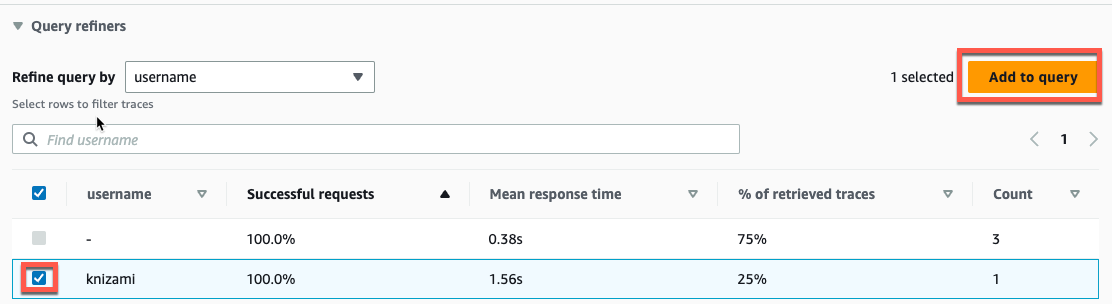 Query refiners
Refine query by username 1 selected Add to query
Select rows to filter traces
Find username 1
username Successful requests Mean response time % of retrieved traces Count
- 100.0% 0.38s 75% 3
knizami 100.0% 1.56s 25% 1